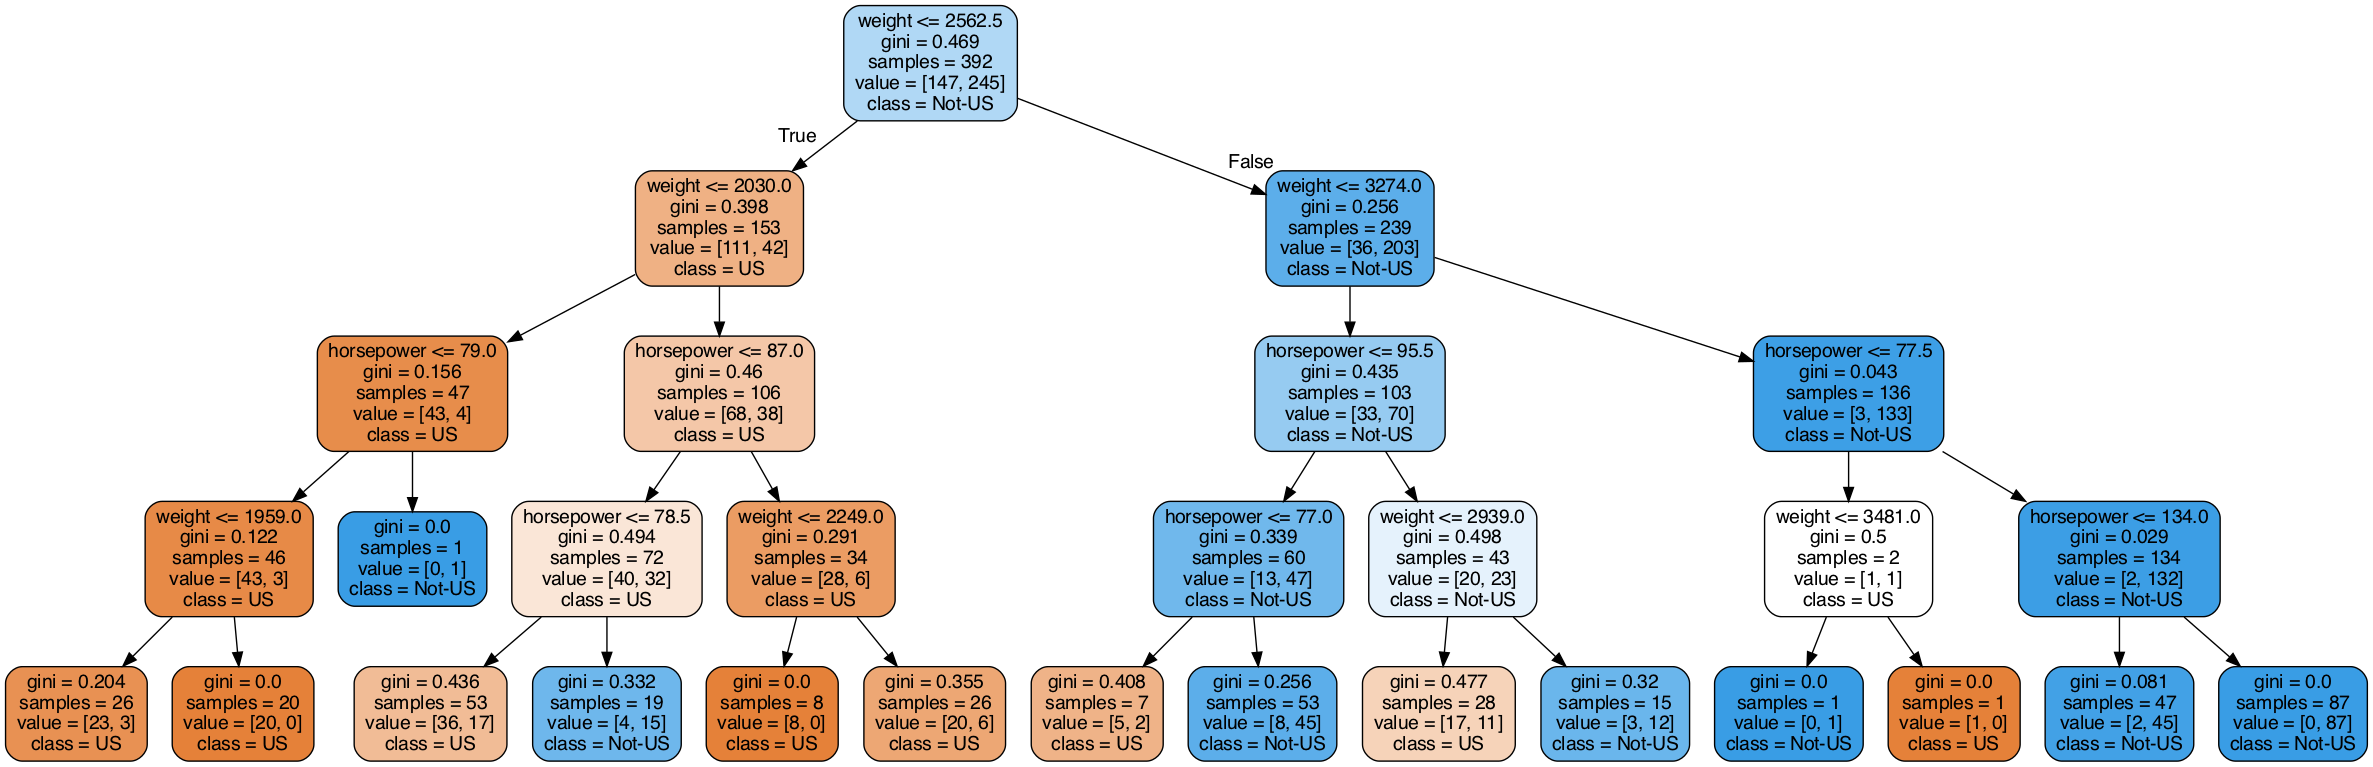 weight <= 2562.5
gini = 0.469
samples = 392
value = [147, 245]
class = Not-US
True
False
weight <= 2030.0
gini = 0.398
samples = 153
value = [111, 42]
class = US
weight <= 3274.0
gini = 0.256
samples = 239
value = [36, 203]
class = Not-US
horsepower <= 79.0
gini = 0.156
samples = 47
value = [43, 4]
class = US
horsepower <= 87.0
gini = 0.46
samples = 106
value = [68, 38]
class = US
horsepower <= 95.5
gini = 0.435
samples = 103
value = [33, 70]
class = Not-US
horsepower <= 77.5
gini = 0.043
samples = 136
value = [3, 133]
class = Not-US
weight <= 1959.0
gini = 0.122
samples = 46
value = [43, 3]
class = US
gini = 0.0
samples = 1
value = [0, 1]
class = Not-US
horsepower <= 78.5
gini = 0.494
samples = 72
value = [40, 32]
class = US
weight <= 2249.0
gini = 0.291
samples = 34
value = [28, 6]
class = US
horsepower <= 77.0
gini = 0.339
samples = 60
value = [13, 47]
class = Not-US
weight <= 2939.0
gini = 0.498
samples = 43
value = [20, 23]
class = Not-US
weight <= 3481.0
gini = 0.5
samples = 2
value = [1, 1]
class = US
horsepower <= 134.0
gini = 0.029
samples = 134
value = [2, 132]
class = Not-US
gini = 0.204
samples = 26
value = [23, 3]
class = US
gini = 0.0
samples = 20
value = [20, 0]
class = US
gini = 0.436
samples = 53
value = [36, 17]
class = US
gini = 0.332
samples = 19
value = [4, 15]
class = Not-US
gini = 0.0
samples = 8
value = [8, 0]
class = US
gini = 0.355
samples = 26
value = [20, 6]
class = US
gini = 0.408
samples = 7
value = [5, 2]
class = US
gini = 0.256
samples = 53
value = [8, 45]
class = Not-US
gini = 0.477
samples = 28
value = [17, 11]
class = US
gini = 0.32
samples = 15
value = [3, 12]
class = Not-US
gini = 0.0
samples = 1
value = [0, 1]
class = Not-US
gini = 0.0
samples = 1
value = [1, 0]
class = US
gini = 0.081
samples = 47
value = [2, 45]
class = Not-US
gini = 0.0
samples = 87
value = [0, 87]
class = Not-US